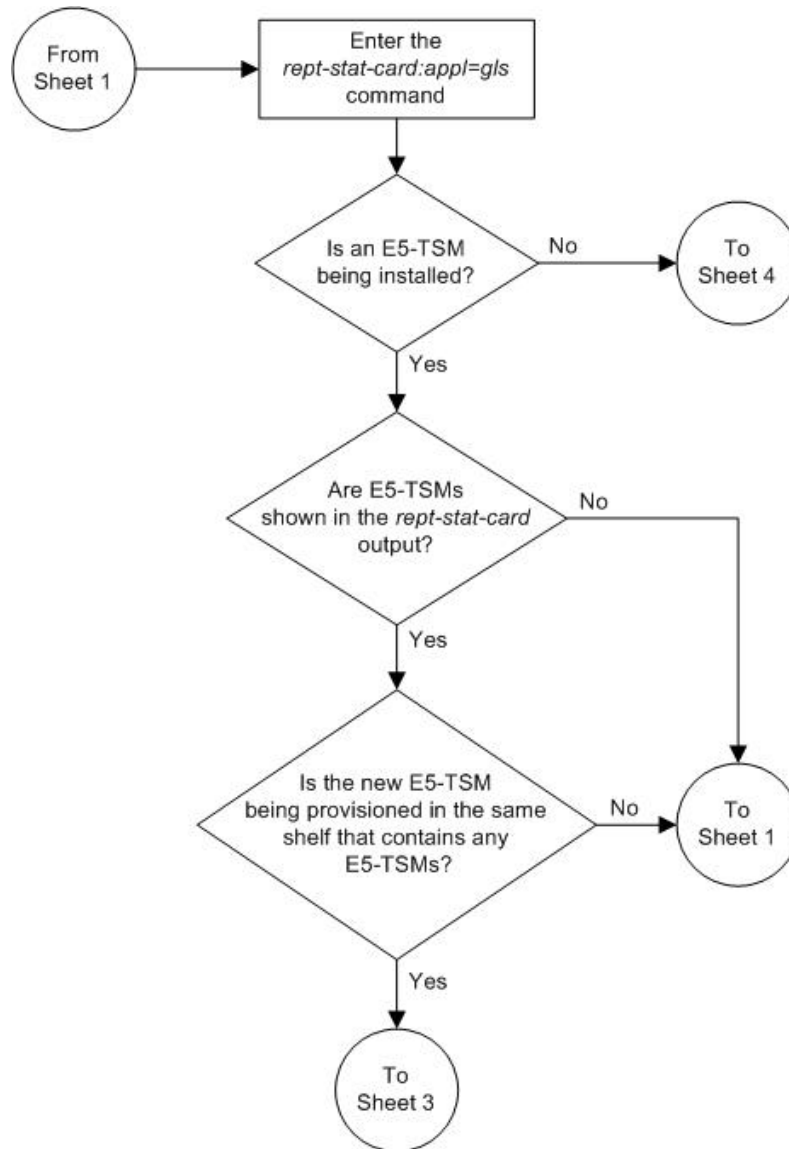 From
Sheet 1
Enter the
rept-stat-card:appl=gls
command
Is an E5-TSM
being installed?
No
To
Sheet 4
Yes
Are E5-TSMs
shown in the rept-stat-card
output?
No
Yes
Is the new E5-TSM
being provisioned in the same
shelf that contains any
E5-TSMs?
No
To
Sheet 1
Yes
To
Sheet 3